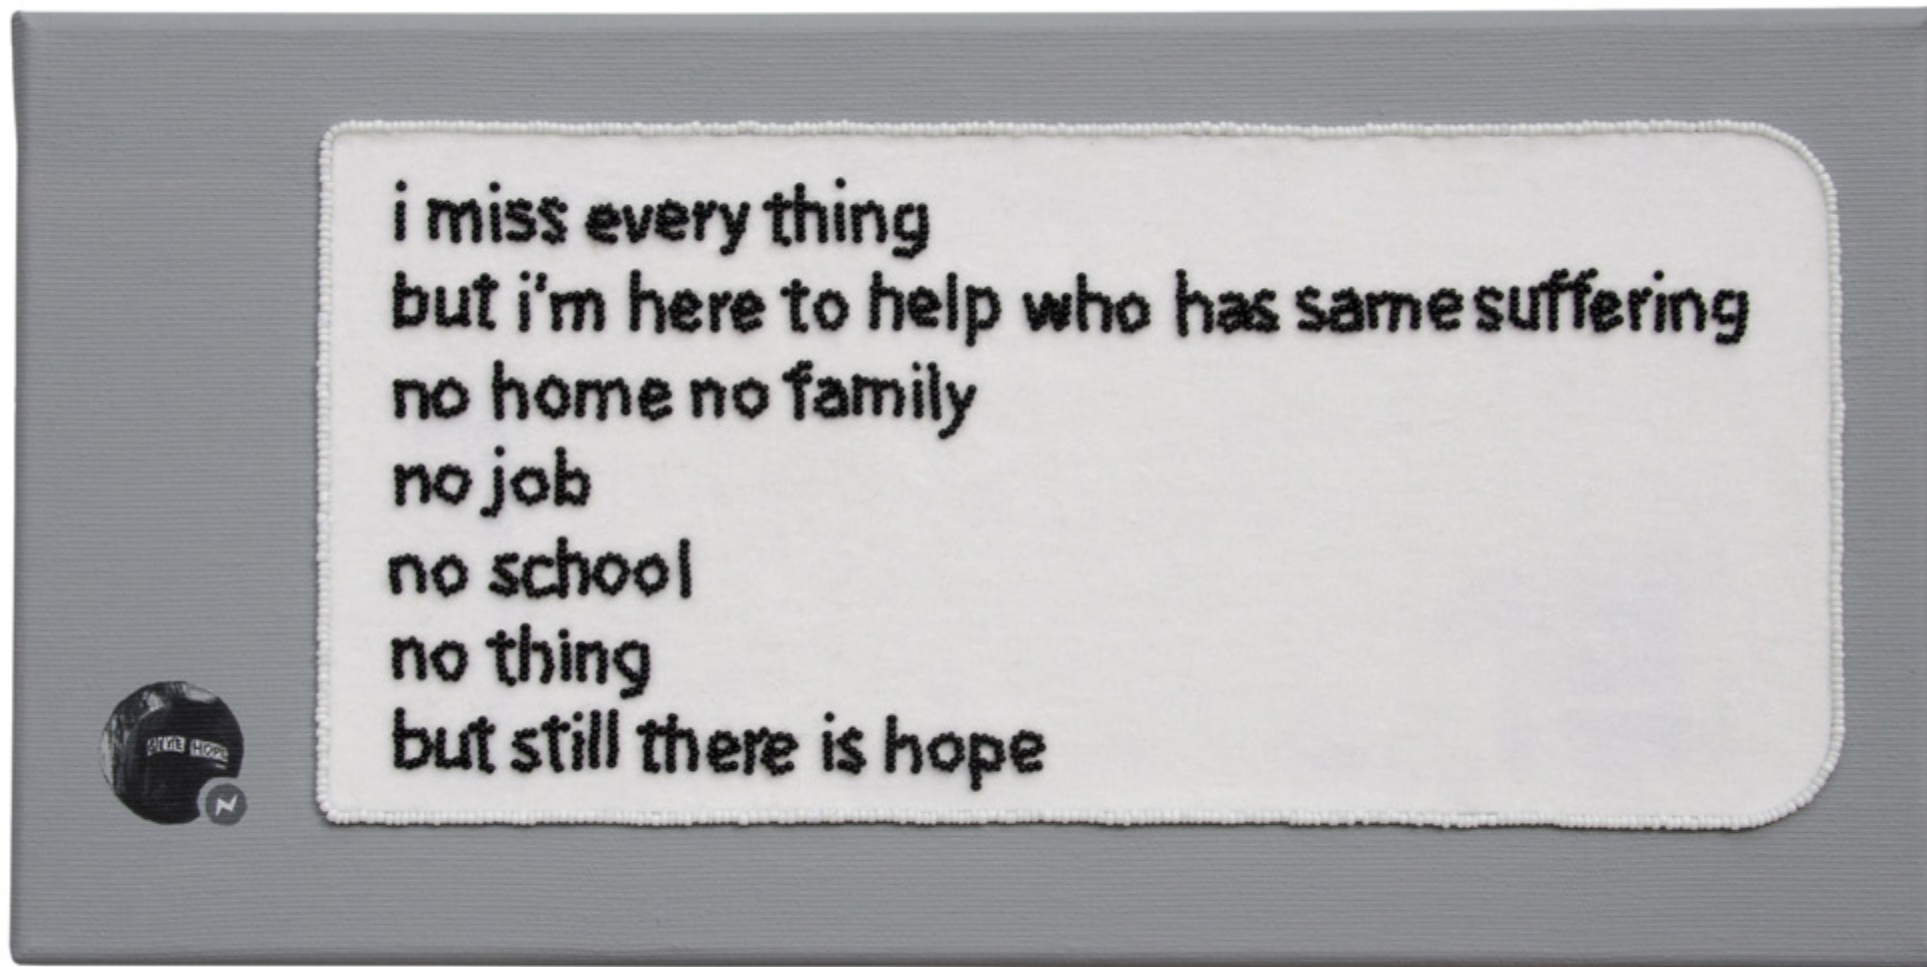 i miss every thing
but i'm here to help who has same suffering
no home no family
no job
no school
no thing
but still there is hope
HOPE